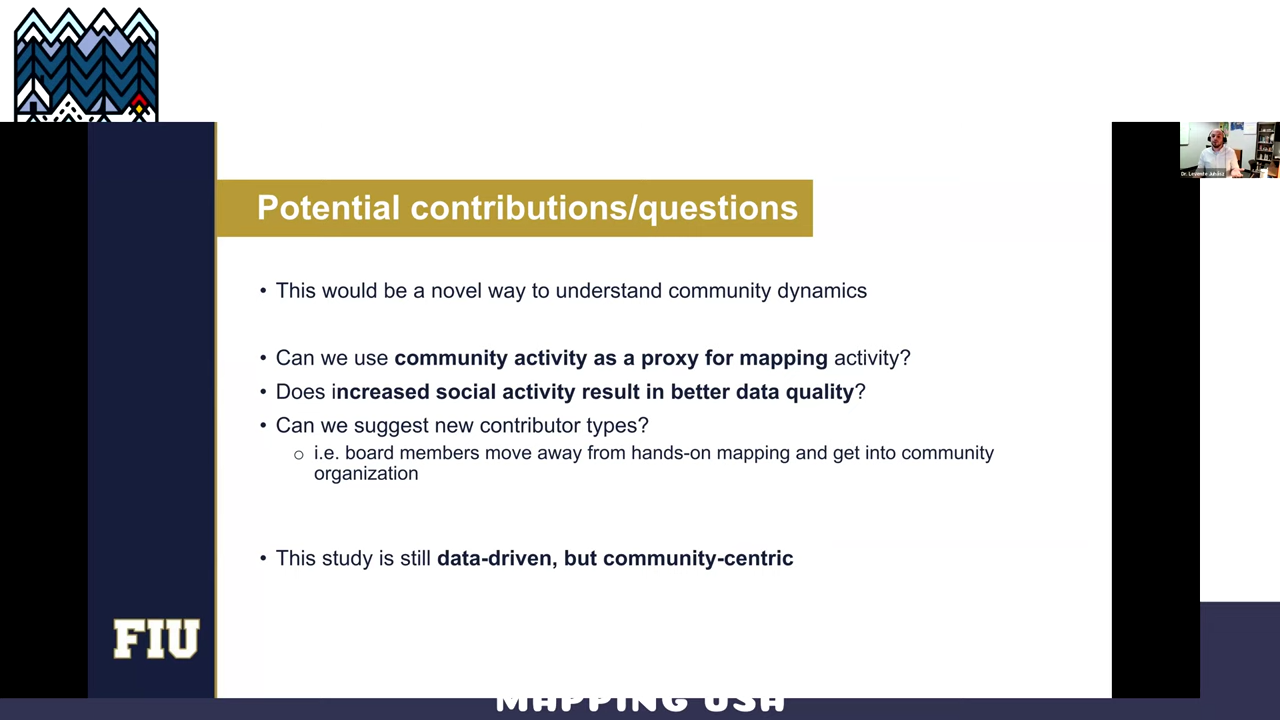 Potential contributions/questions
• This would be a novel way to understand community dynamics
• Can we use community activity as a proxy for mapping activity?
• Does increased social activity result in better data quality?
• Can we suggest new contributor types?
o i.e. board members move away from hands-on mapping and get into community
organization
• This study is still data-driven, but community-centric
FIU
MAPPING USA
Dr. Levente Juhász